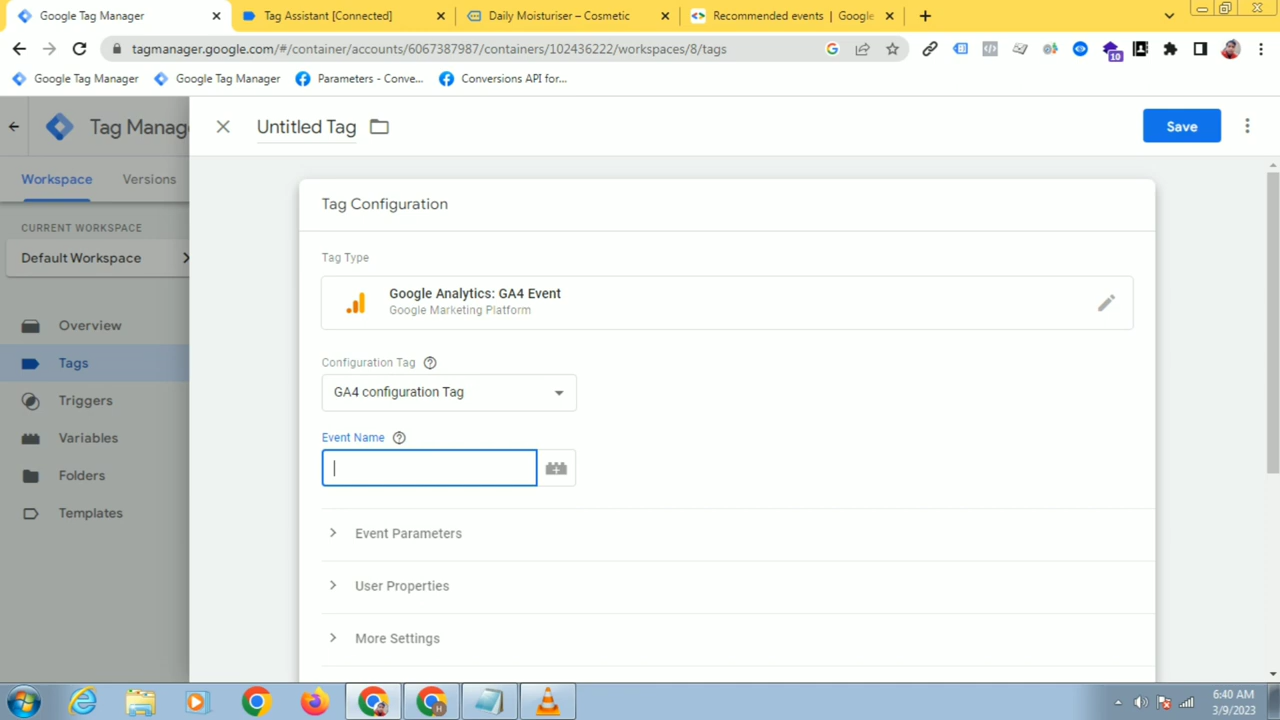 Google Tag Manager
Tag Assistant [Connected]
Daily Moisturiser – Cosmetic
Recommended events | Google
tagmanager.google.com/#/container/accounts/6067387987/containers/102436222/workspaces/8/tags
10
Google Tag Manager
Google Tag Manager
Parameters - Conve...
Conversions API for...
Tag Manag
Untitled Tag
Save
Workspace
Versions
Tag Configuration
CURRENT WORKSPACE
Default Workspace
Tag Type
Google Analytics: GA4 Event
Google Marketing Platform
Overview
Tags
Triggers
Variables
Folders
Templates
Configuration Tag
GA4 configuration Tag
Event Name
Event Parameters
User Properties
More Settings
H
6:40 AM
3/9/2023